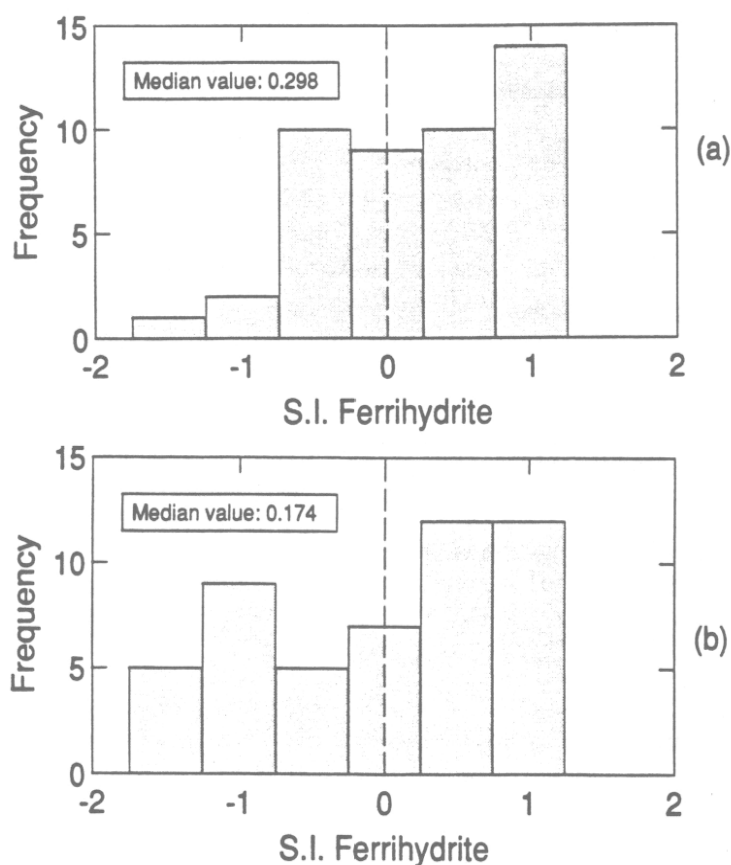 15
Median value: 0.298
10
5
0
Frequency
(a)
-2 -1 0 1 2
S.I. Ferrihydrite
15
Median value: 0.174
10
5
0
Frequency
(b)
-2 -1 0 1 2
S.I. Ferrihydrite